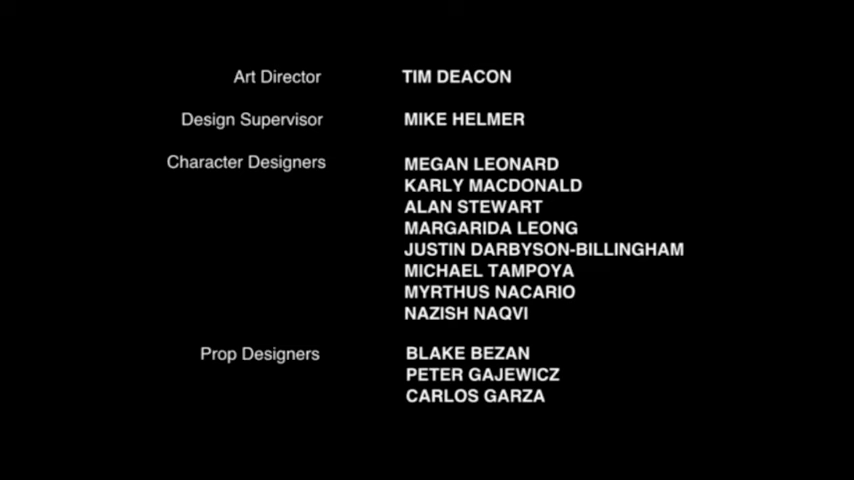 Art Director TIM DEACON
Design Supervisor MIKE HELMER
Character Designers MEGAN LEONARD
KARLY MACDONALD
ALAN STEWART
MARGARIDA LEONG
JUSTIN DARBYSON-BILLINGHAM
MICHAEL TAMPOYA
MYRTHUS NACARIO
NAZISH NAQVI
Prop Designers BLAKE BEZAN
PETER GAJEWICZ
CARLOS GARZA